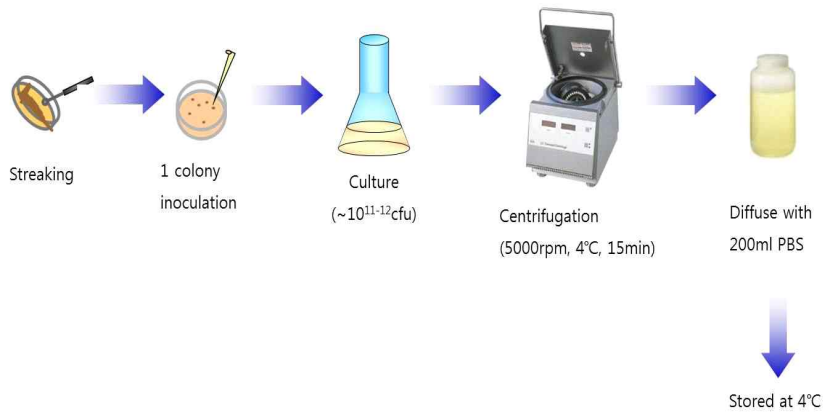 Streaking
1 colony
inoculation
Culture
(~10¹¹⁻¹²cfu)
Centrifugation
(5000rpm, 4℃, 15min)
Diffuse with
200ml PBS
Stored at 4℃